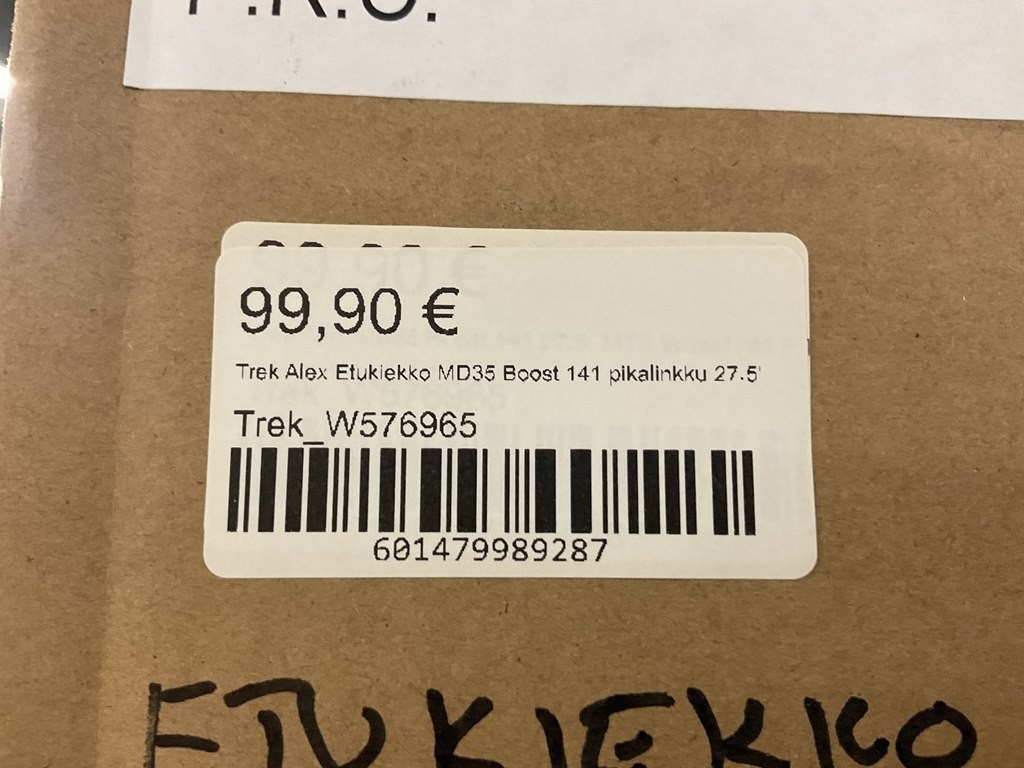 99,90 €
Trek Alex Etukiekko MD35 Boost 141 pikalinkku 27.5'
Trek_W576965
601479989287
ETUKIEKKO